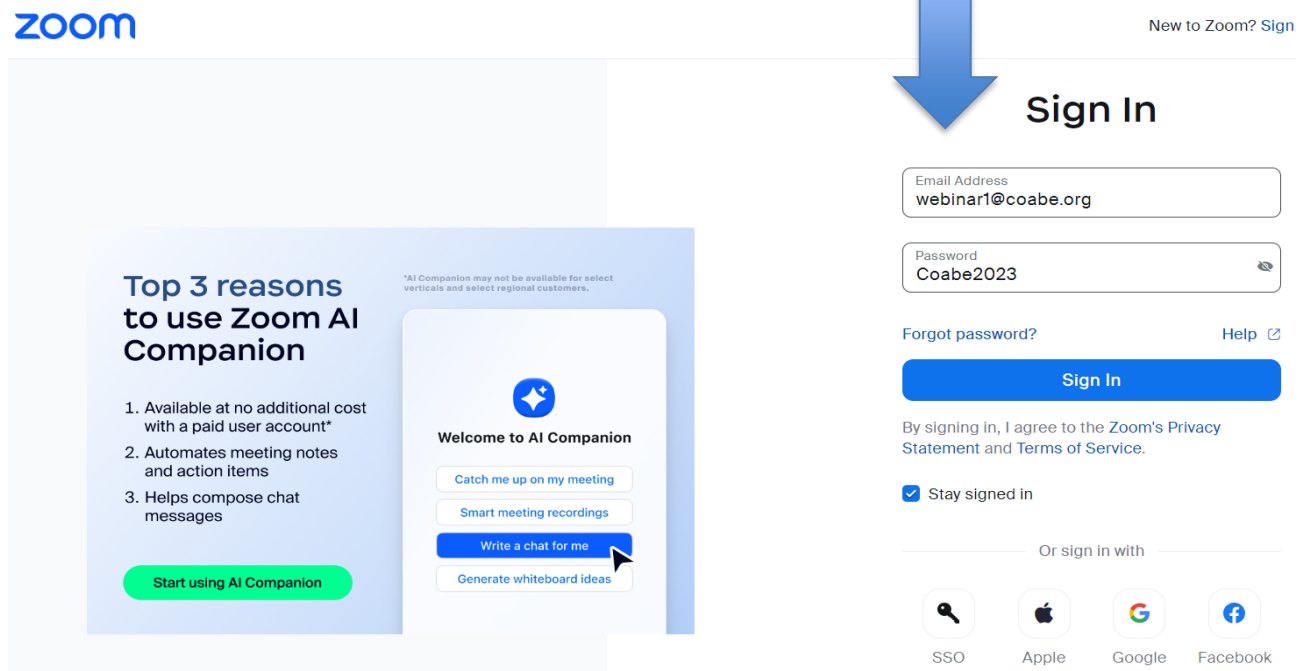 zoom
New to Zoom? Sign
Sign In
Email Address
webinar1@coabe.org
Password
Coabe2023
Forgot password?
Help
Sign In
By signing in, I agree to the Zoom's Privacy
Statement and Terms of Service.
Stay signed in
Or sign in with
SSO
Apple
Google
Facebook
Top 3 reasons
to use Zoom AI
Companion
1. Available at no additional cost
with a paid user account*
2. Automates meeting notes
and action items
3. Helps compose chat
messages
Start using AI Companion
*AI Companion may not be available for select
verticals and select regional customers.
Welcome to AI Companion
Catch me up on my meeting
Smart meeting recordings
Write a chat for me
Generate whiteboard ideas